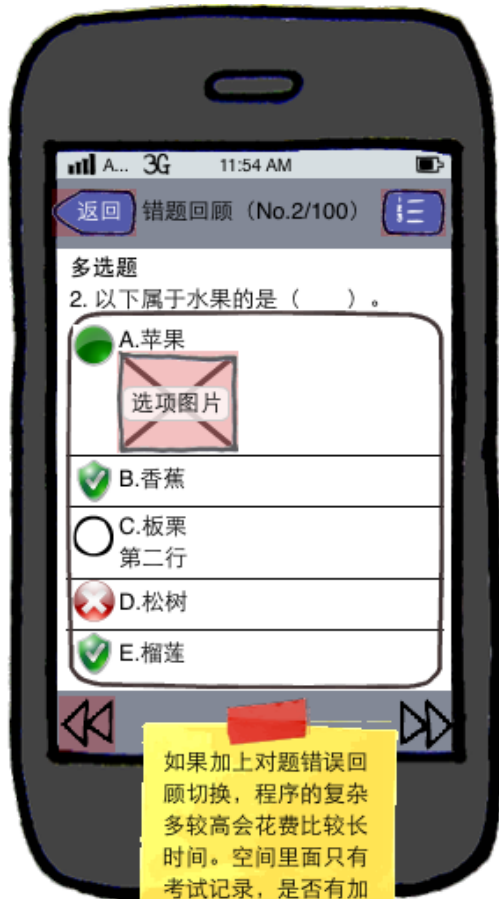 A... 3G 11:54 AM
返回 错题回顾（No.2/100）
多选题
2. 以下属于水果的是（　　）。
A.苹果
选项图片
B.香蕉
C.板栗
第二行
D.松树
E.榴莲
如果加上对题错误回
顾切换，程序的复杂
多较高会花费比较长
时间。空间里面只有
考试记录，是否有加